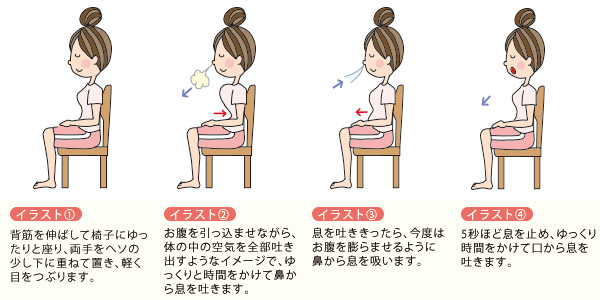 イラスト①
背筋を伸ばして椅子にゆっ
たりと座り、両手をヘソの
少し下に重ねて置き、軽く
目をつぶります。
イラスト②
お腹を引っ込ませながら、
体の中の空気を全部吐き
出すようなイメージで、ゆ
っくりと時間をかけて鼻か
ら息を吐きます。
イラスト③
息を吐ききったら、今度は
お腹を膨らませるように
鼻から息を吸います。
イラスト④
5秒ほど息を止め、ゆっくり
時間をかけて口から息を
吐きます。